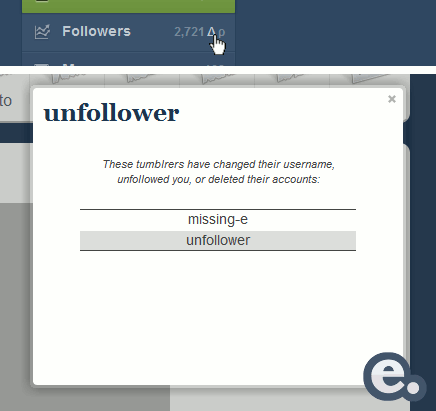 Followers 2,721 Δ p
to
unfollower
×
These tumblrers have changed their username,
unfollowed you, or deleted their accounts:
missing-e
unfollower
e.